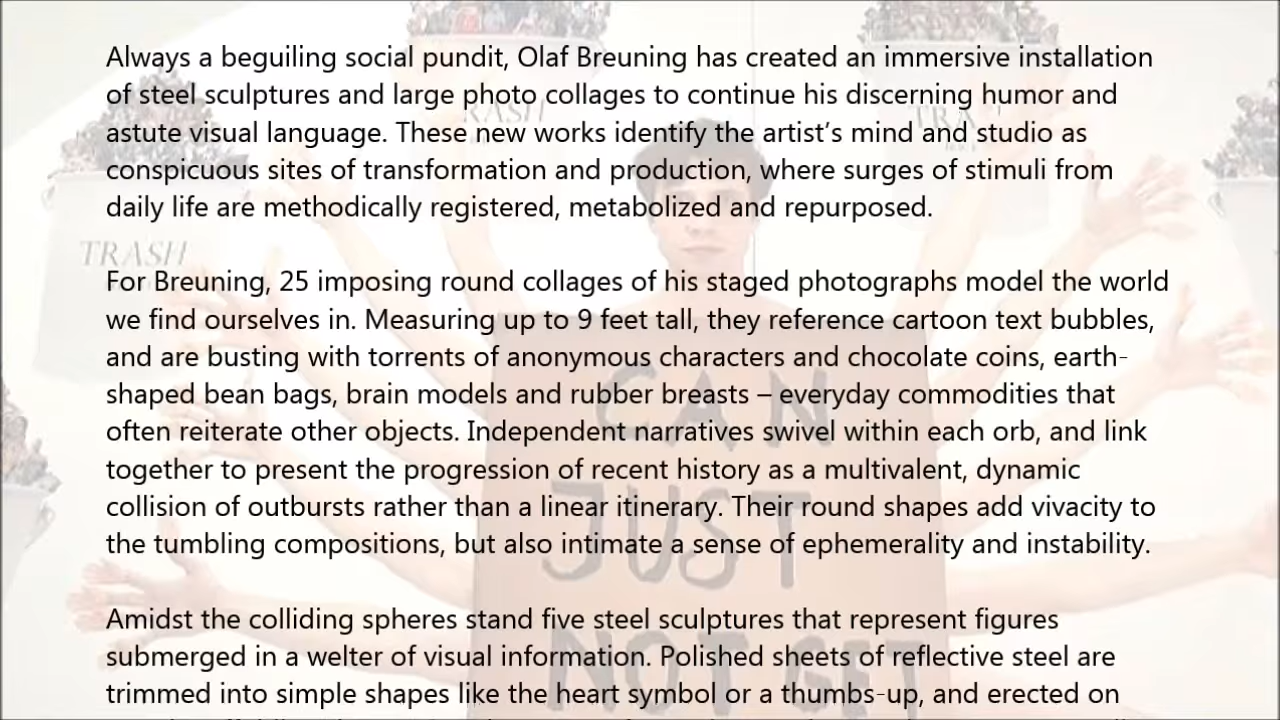 Always a beguiling social pundit, Olaf Breuning has created an immersive installation
of steel sculptures and large photo collages to continue his discerning humor and
astute visual language. These new works identify the artist’s mind and studio as
conspicuous sites of transformation and production, where surges of stimuli from
daily life are methodically registered, metabolized and repurposed.
For Breuning, 25 imposing round collages of his staged photographs model the world
we find ourselves in. Measuring up to 9 feet tall, they reference cartoon text bubbles,
and are busting with torrents of anonymous characters and chocolate coins, earth-
shaped bean bags, brain models and rubber breasts – everyday commodities that
often reiterate other objects. Independent narratives swivel within each orb, and link
together to present the progression of recent history as a multivalent, dynamic
collision of outbursts rather than a linear itinerary. Their round shapes add vivacity to
the tumbling compositions, but also intimate a sense of ephemerality and instability.
Amidst the colliding spheres stand five steel sculptures that represent figures
submerged in a welter of visual information. Polished sheets of reflective steel are
trimmed into simple shapes like the heart symbol or a thumbs-up, and erected on
TRASH
TRASH
TRASH
CAN
JUST
NOT GET